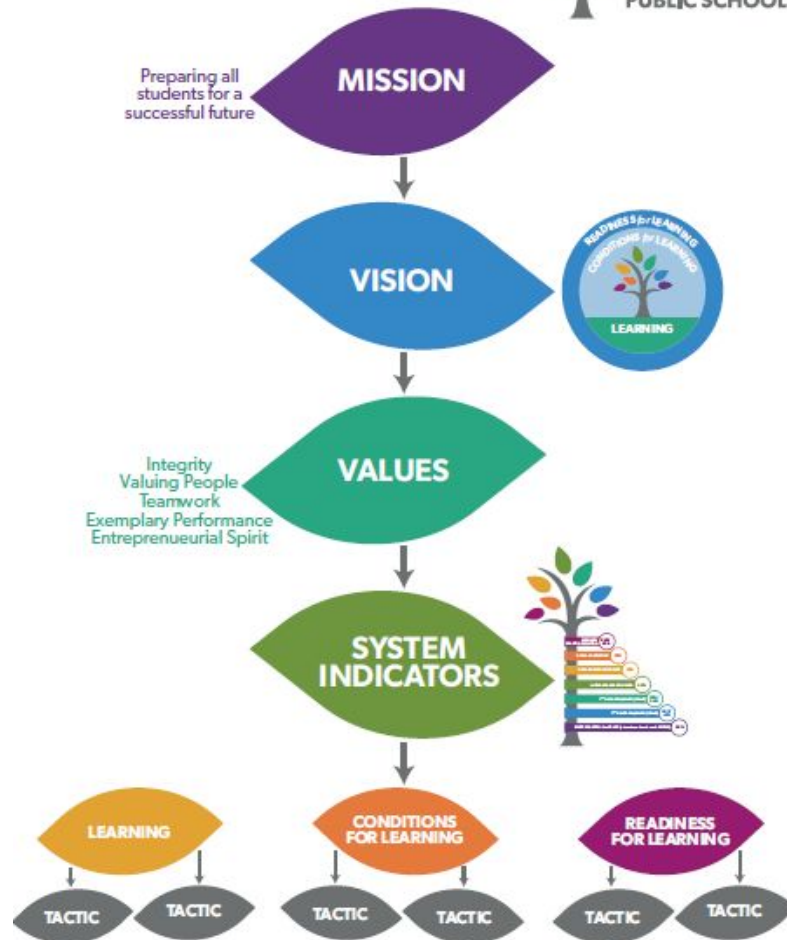 PUBLIC SCHOOL
Preparing all
students for a
successful future
MISSION
VISION
READINESS for LEARNING
CONDITIONS for LEARNING
LEARNING
Integrity
Valuing People
Teamwork
Exemplary Performance
Entreprenueurial Spirit
VALUES
SYSTEM
INDICATORS
LEARNING
CONDITIONS
FOR LEARNING
READINESS
FOR LEARNING
TACTIC
TACTIC
TACTIC
TACTIC
TACTIC
TACTIC